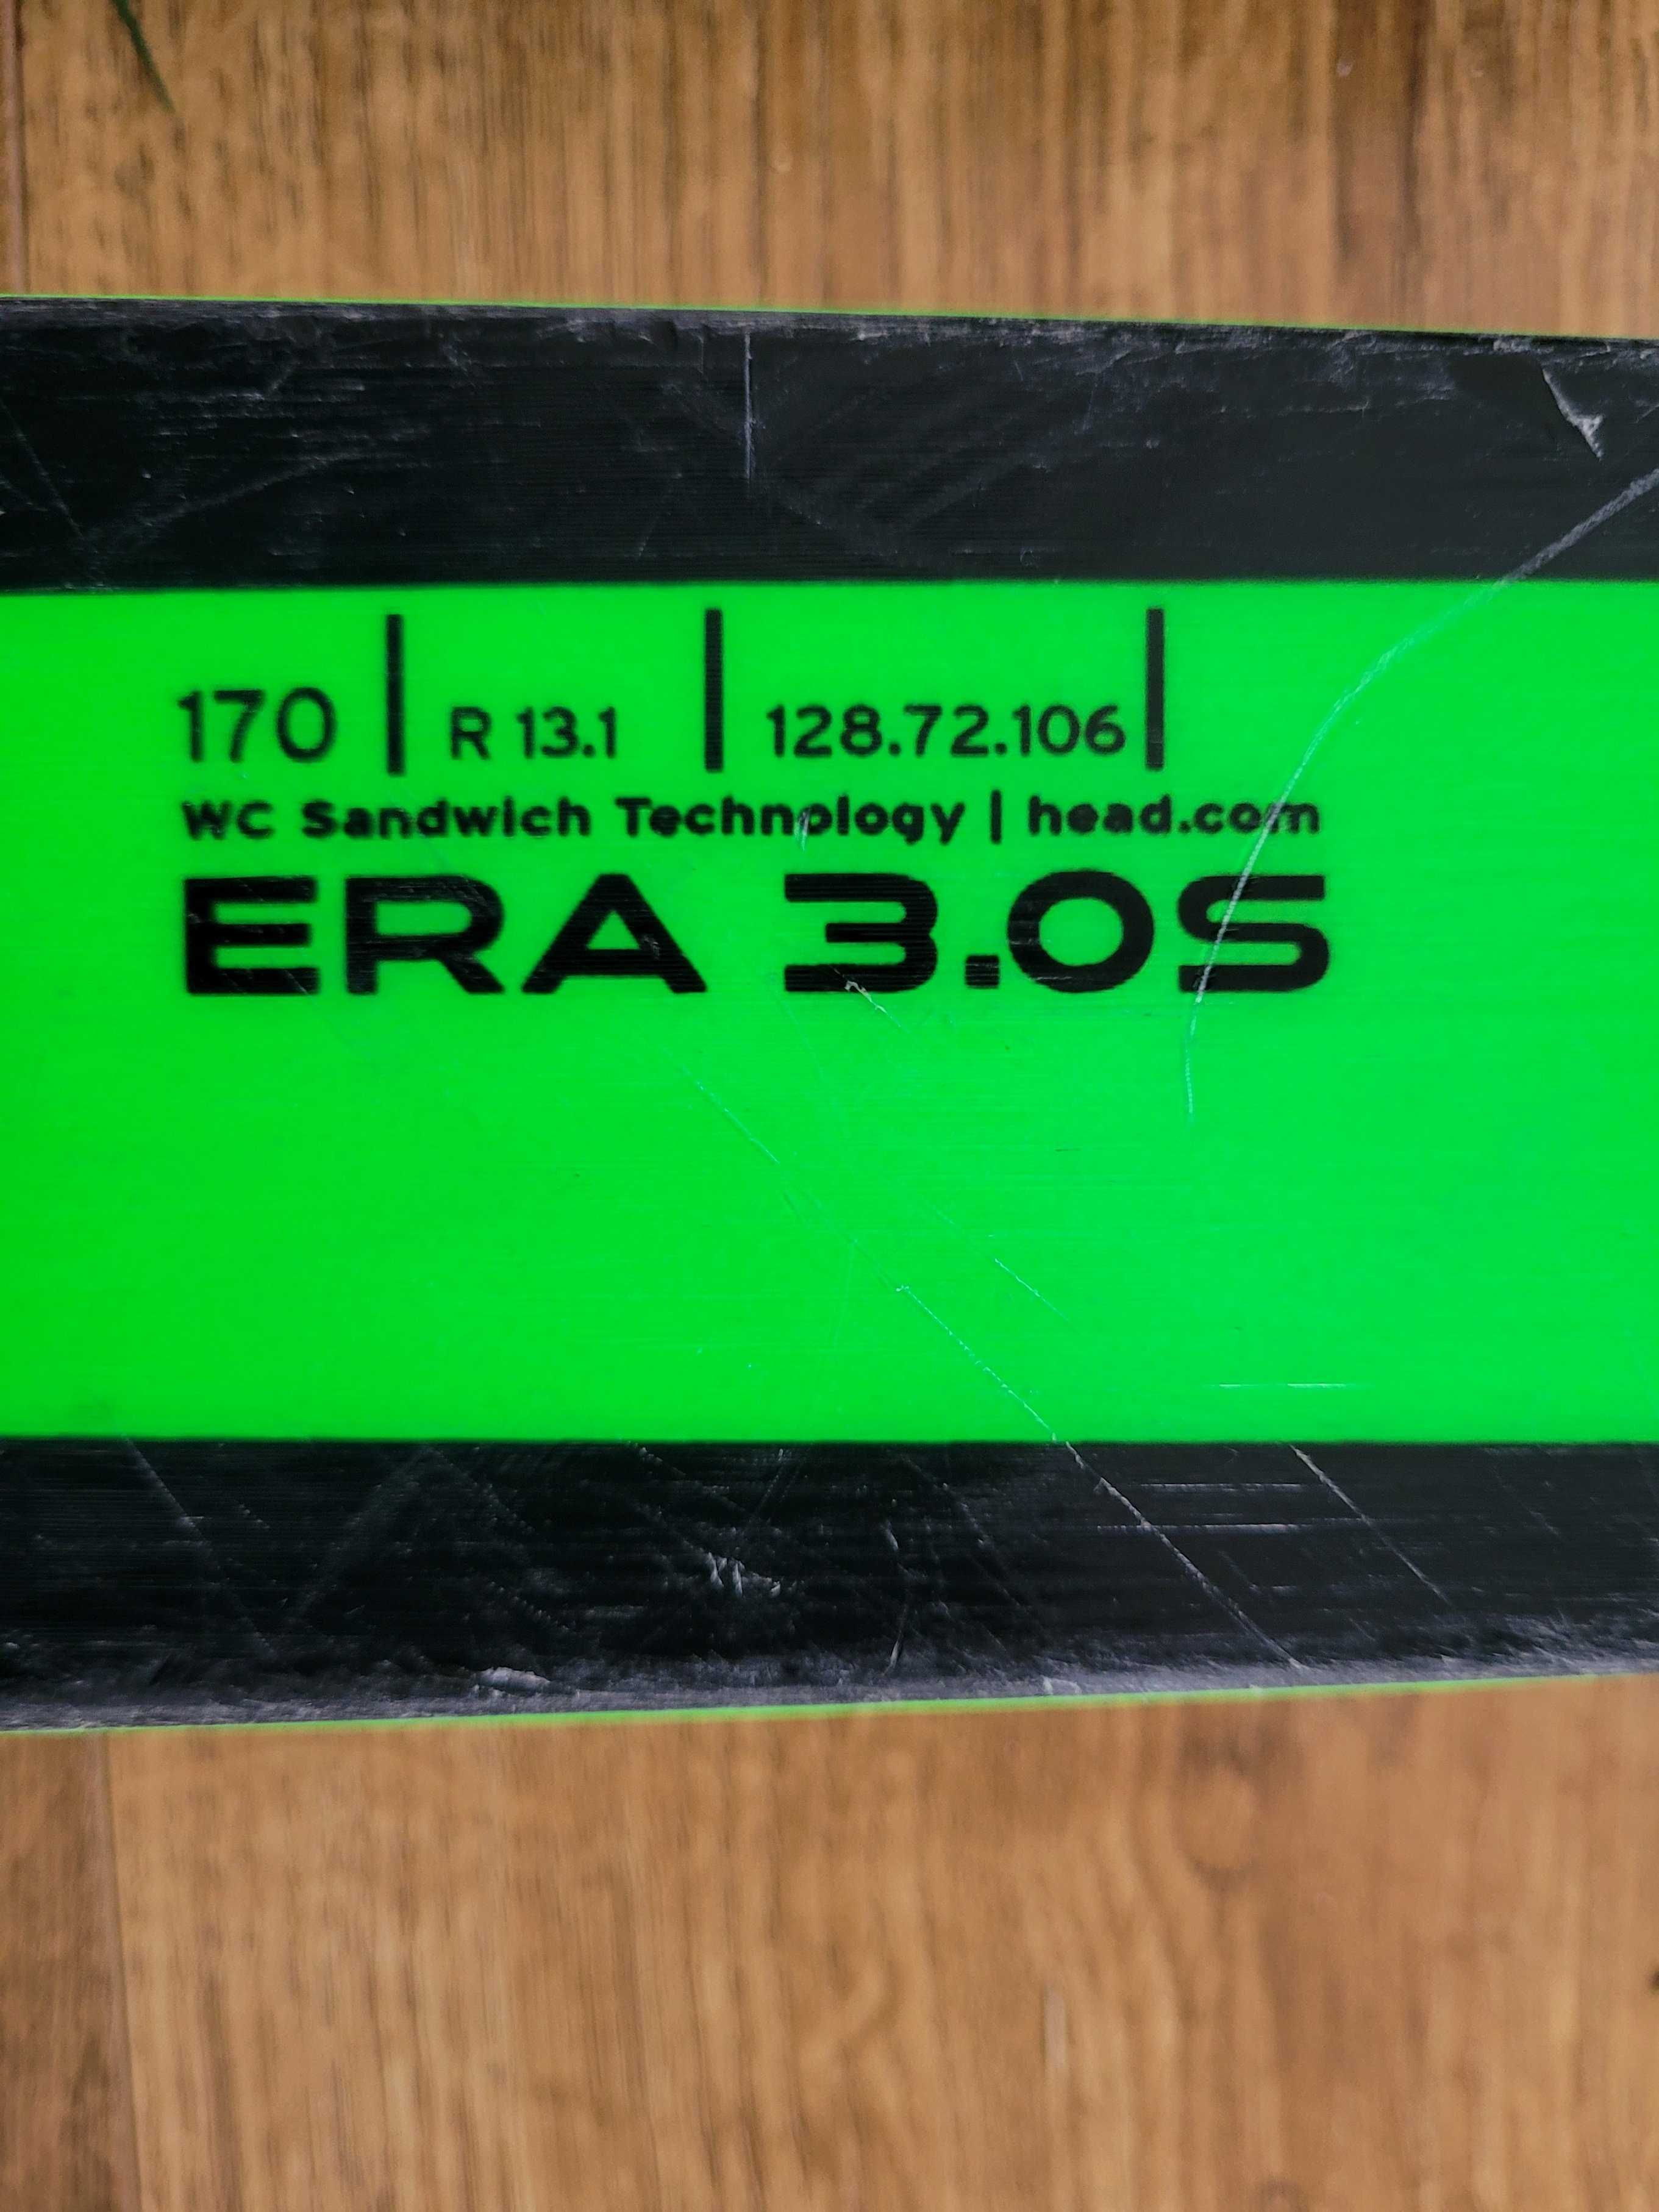 170 | R 13.1 | 128.72.106 |
WC Sandwich Technology | head.com
ERA 3.0S